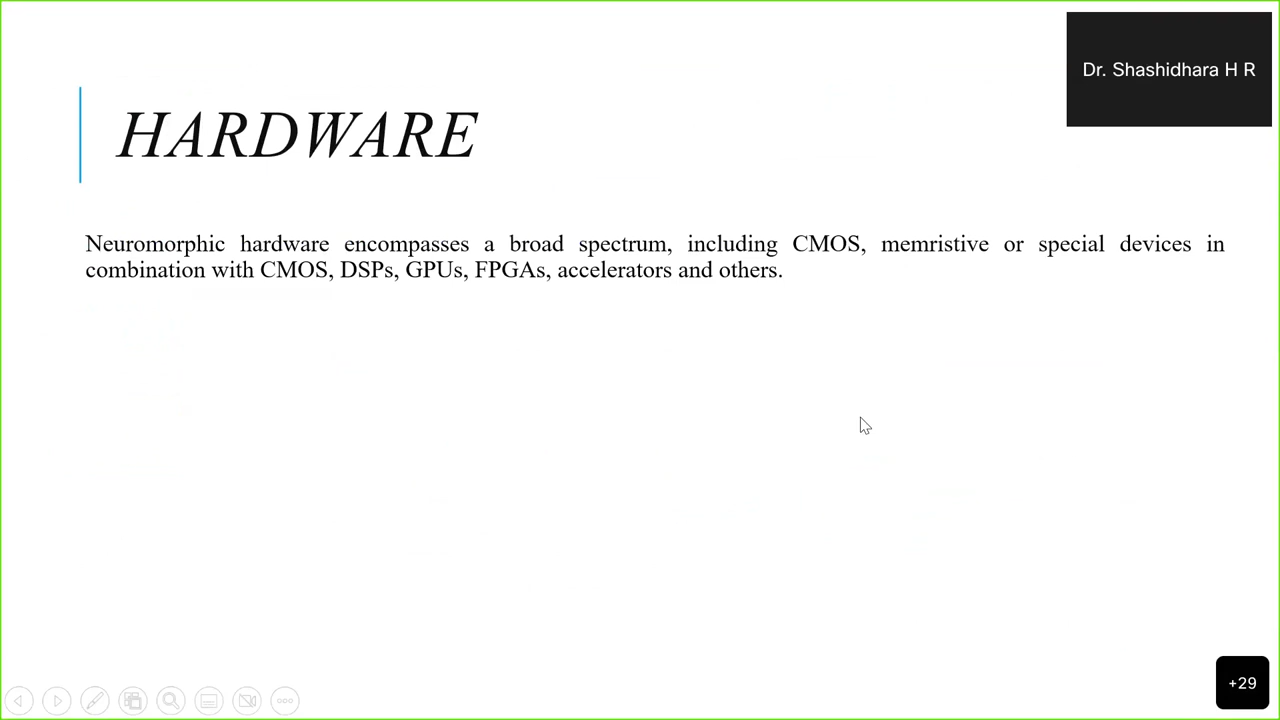 Dr. Shashidhara H R
HARDWARE
Neuromorphic hardware encompasses a broad spectrum, including CMOS, memristive or special devices in
combination with CMOS, DSPs, GPUs, FPGAs, accelerators and others.
+29